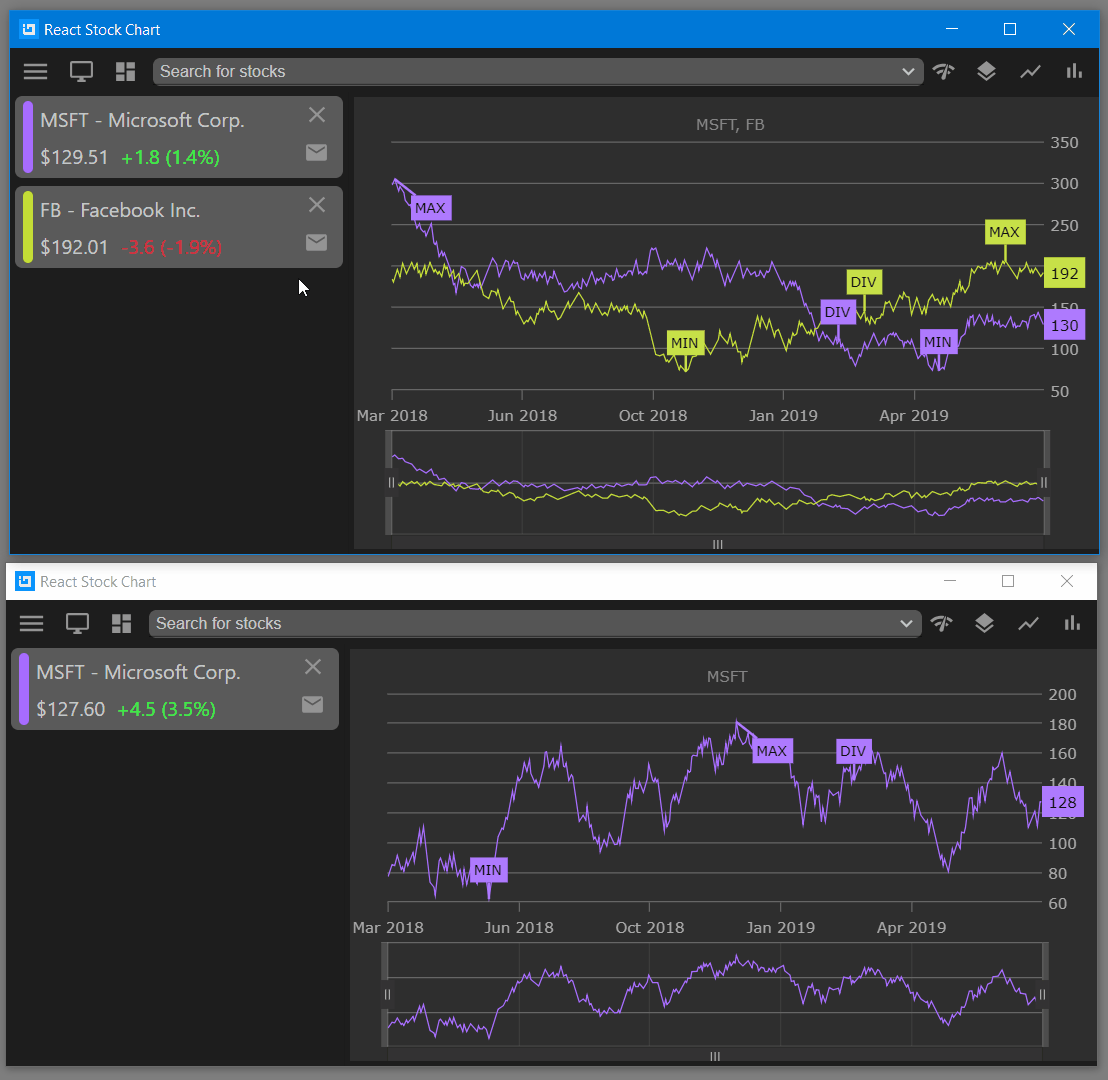 React Stock Chart
Search for stocks
MSFT - Microsoft Corp.
$129.51 +1.8 (1.4%)
FB - Facebook Inc.
$192.01 -3.6 (-1.9%)
MSFT, FB
350
300
250
150
100
50
MAX
MIN
DIV
DIV
MIN
MAX
192
130
Mar 2018 Jun 2018 Oct 2018 Jan 2019 Apr 2019
React Stock Chart
Search for stocks
MSFT - Microsoft Corp.
$127.60 +4.5 (3.5%)
MSFT
200
180
160
140
120
100
80
60
MIN
MAX
DIV
128
Mar 2018 Jun 2018 Oct 2018 Jan 2019 Apr 2019